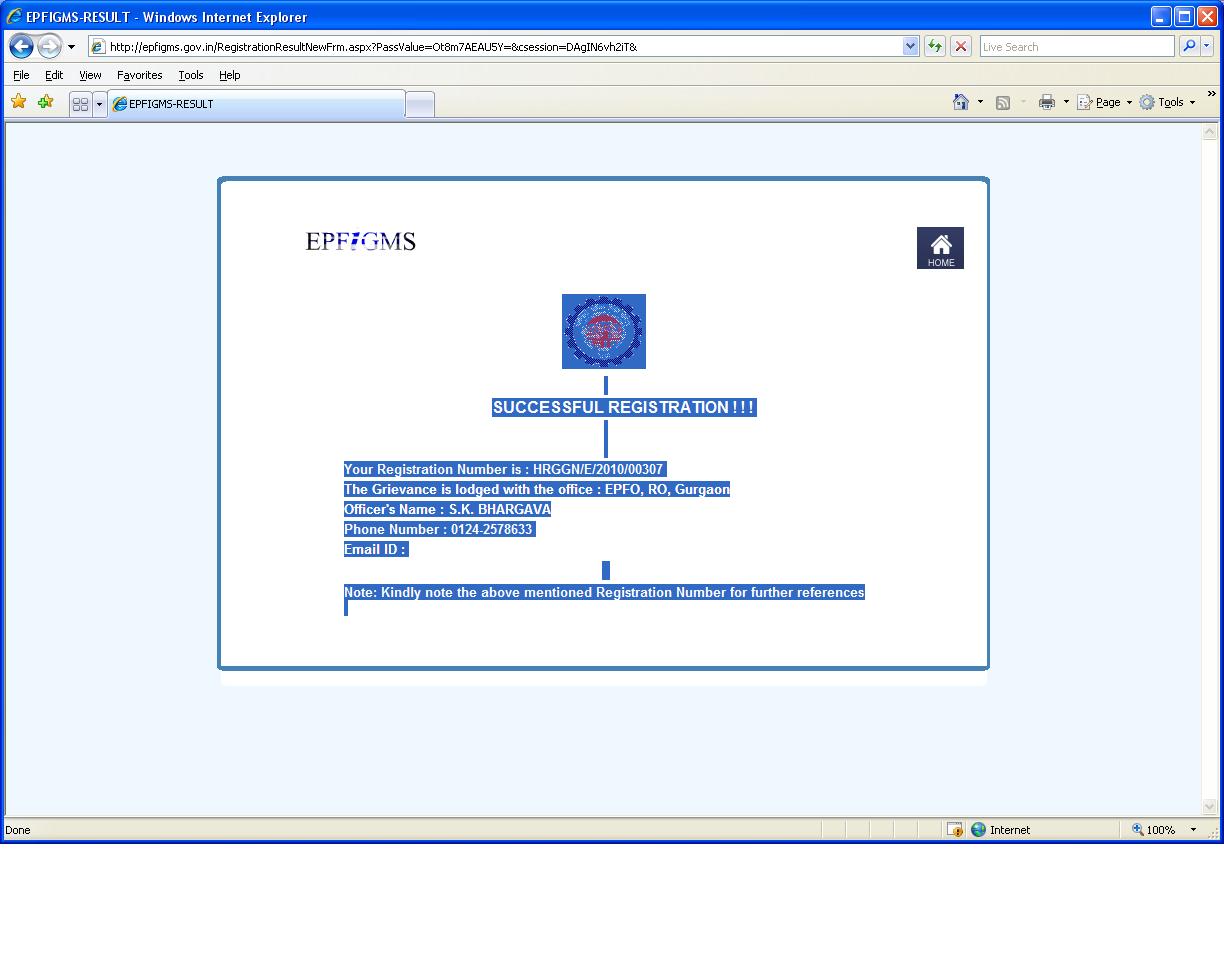 EPFIGMS-RESULT - Windows Internet Explorer
http://epfigms.gov.in/RegistrationResultNewFrm.aspx?PassValue=Ot8m7AEAU5Y=&csession=DAgIN6vh2iT&
Live Search
File Edit View Favorites Tools Help
EPFIGMS-RESULT
Page Tools
EPFiGMS
HOME
SUCCESSFUL REGISTRATION ! ! !
Your Registration Number is : HRGGN/E/2010/00307
The Grievance is lodged with the office : EPFO, RO, Gurgaon
Officer's Name : S.K. BHARGAVA
Phone Number : 0124-2578633
Email ID :
Note: Kindly note the above mentioned Registration Number for further references
Done
Internet
100%